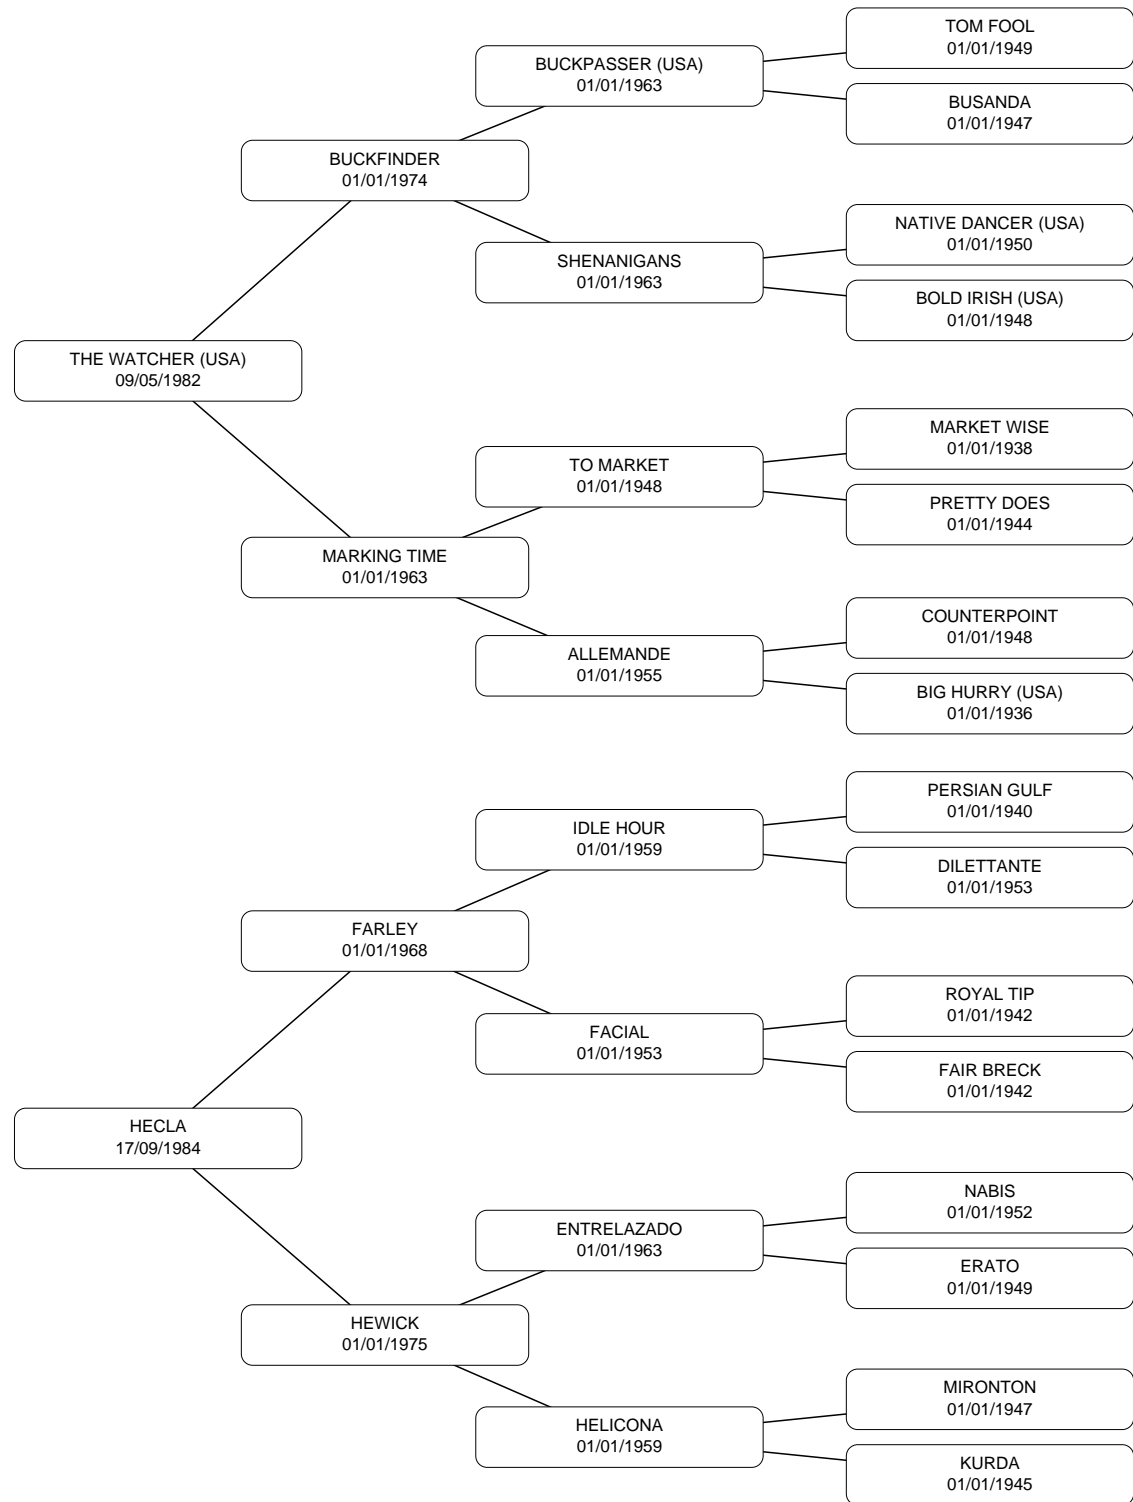 TOM FOOL
01/01/1949
BUCKPASSER (USA)
01/01/1963
BUSANDA
01/01/1947
BUCKFINDER
01/01/1974
NATIVE DANCER (USA)
01/01/1950
SHENANIGANS
01/01/1963
BOLD IRISH (USA)
01/01/1948
THE WATCHER (USA)
09/05/1982
MARKET WISE
01/01/1938
TO MARKET
01/01/1948
PRETTY DOES
01/01/1944
MARKING TIME
01/01/1963
COUNTERPOINT
01/01/1948
ALLEMANDE
01/01/1955
BIG HURRY (USA)
01/01/1936
PERSIAN GULF
01/01/1940
IDLE HOUR
01/01/1959
DILETTANTE
01/01/1953
FARLEY
01/01/1968
ROYAL TIP
01/01/1942
FACIAL
01/01/1953
FAIR BRECK
01/01/1942
HECLA
17/09/1984
NABIS
01/01/1952
ENTRELAZADO
01/01/1963
ERATO
01/01/1949
HEWICK
01/01/1975
MIRONTON
01/01/1947
HELICONA
01/01/1959
KURDA
01/01/1945